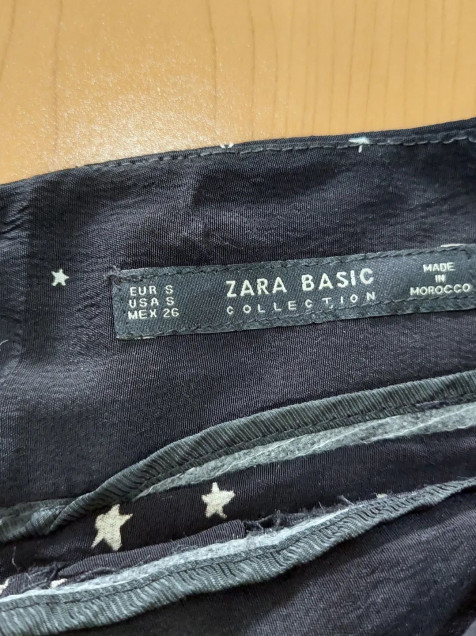 EUR S
USA S
MEX 26
ZARA BASIC
COLLECTION
MADE
IN
MOROCCO